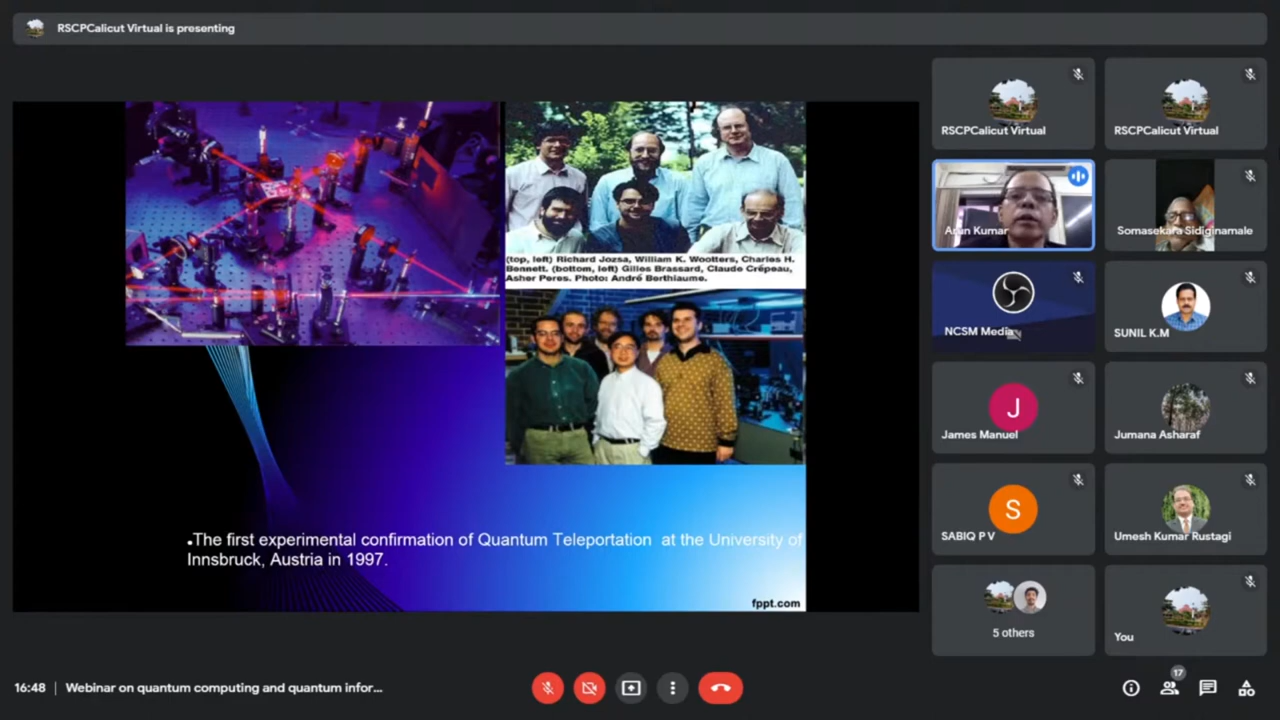 RSCPCalicut Virtual is presenting
(top, left) Richard Jozsa, William K. Wootters, Charles H.
Bennett. (bottom, left) Gilles Brassard, Claude Crépeau,
Asher Peres. Photo: André Berthiaume.
.The first experimental confirmation of Quantum Teleportation at the University of
Innsbruck, Austria in 1997.
fppt.com
RSCPCalicut Virtual
RSCPCalicut Virtual
Arun Kumar
Somasekara Sidiginamale
NCSM Media
SUNIL K.M
J
James Manuel
Jumana Asharaf
S
SABIQ P V
Umesh Kumar Rustagi
5 others
You
16:48
Webinar on quantum computing and quantum infor...
17